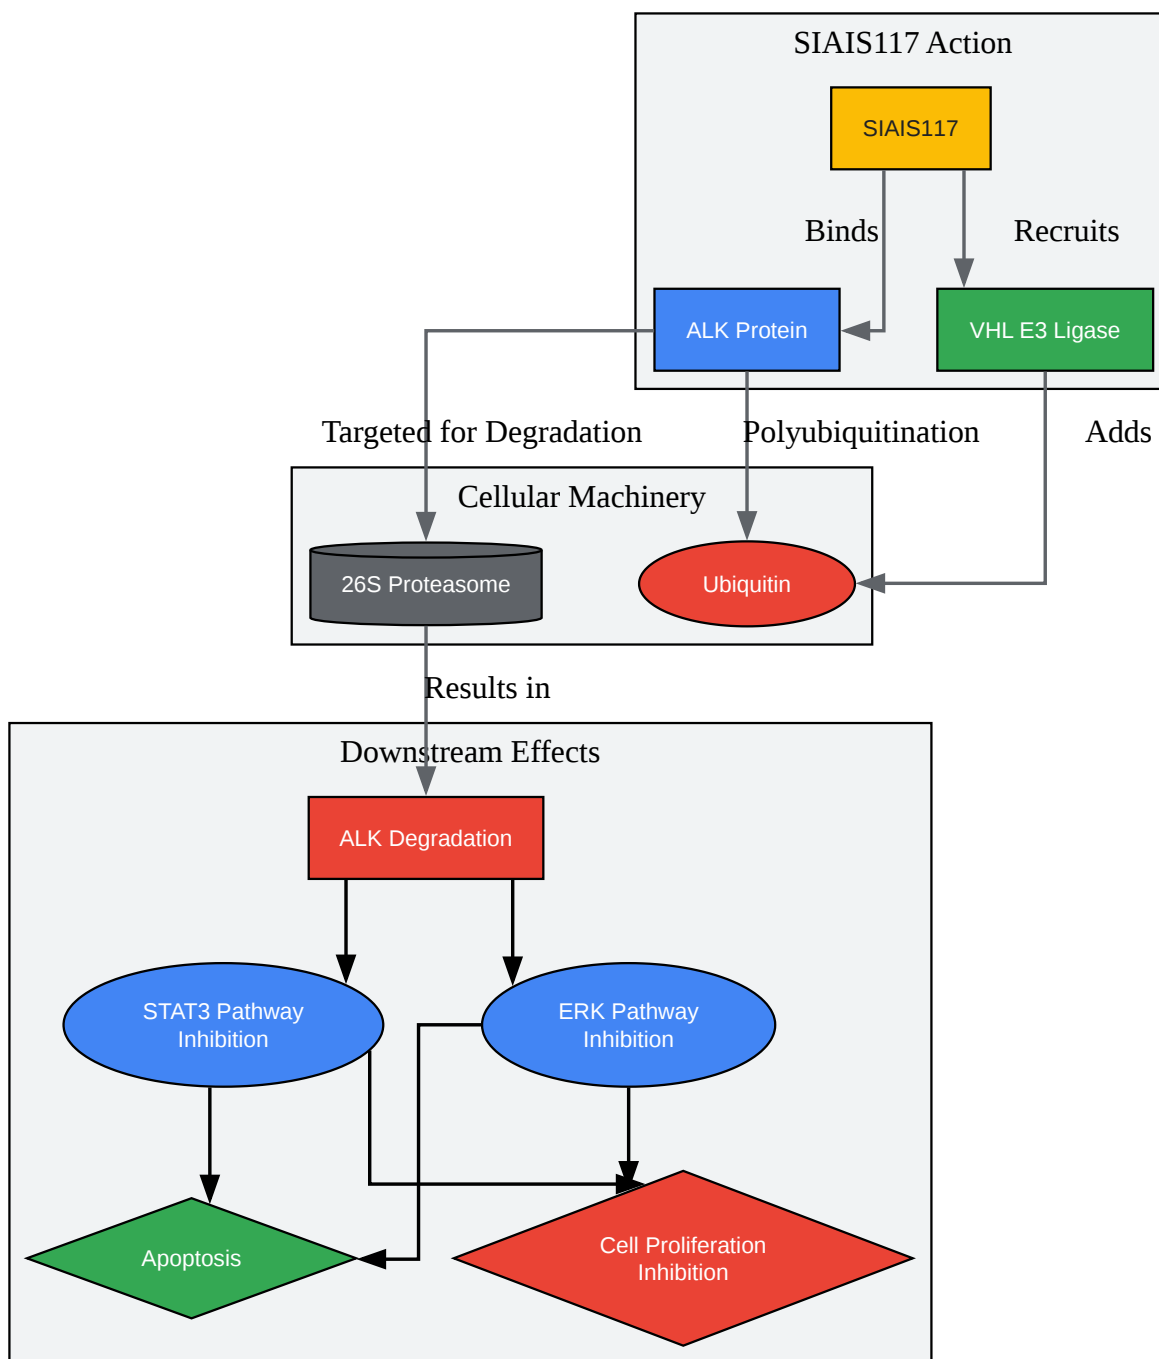 SIAIS117 Action
SIAIS117
Binds
Recruits
ALK Protein
VHL E3 Ligase
Targeted for Degradation
Polyubiquitination
Adds
Cellular Machinery
26S Proteasome
Ubiquitin
Results in
Downstream Effects
ALK Degradation
STAT3 Pathway
Inhibition
ERK Pathway
Inhibition
Apoptosis
Cell Proliferation
Inhibition